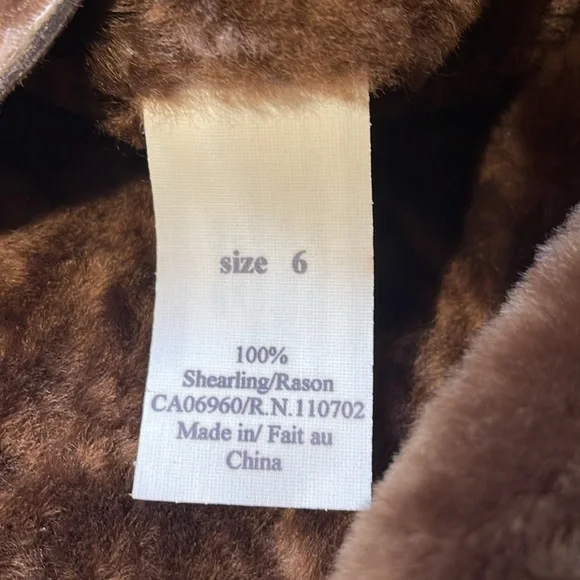 size 6
100%
Shearling/Rason
CA06960/R.N.110702
Made in/ Fait au
China